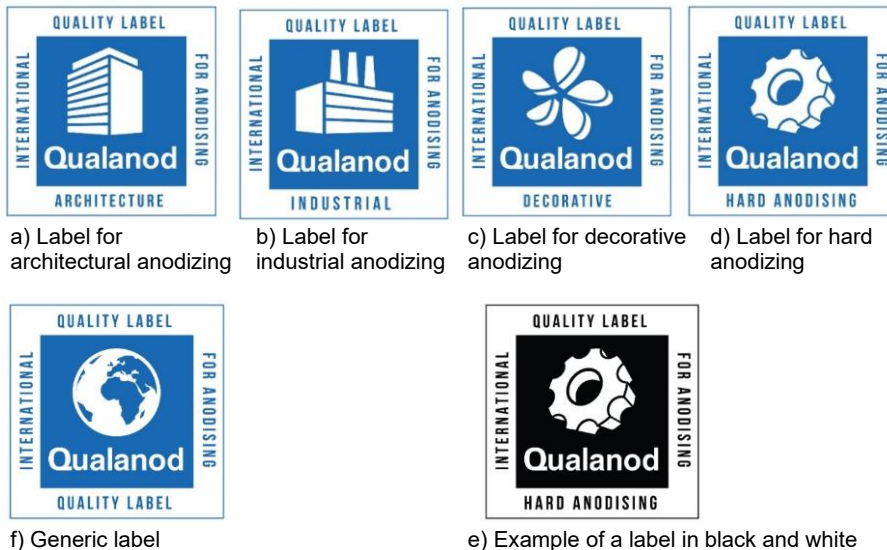 QUALITY LABEL
INTERNATIONAL
FOR ANODISING
Qualanod
ARCHITECTURE
a) Label for
architectural anodizing
QUALITY LABEL
INTERNATIONAL
FOR ANODISING
Qualanod
INDUSTRIAL
b) Label for
industrial anodizing
QUALITY LABEL
INTERNATIONAL
FOR ANODISING
Qualanod
DECORATIVE
c) Label for decorative
anodizing
QUALITY LABEL
INTERNATIONAL
FOR ANODISING
Qualanod
HARD ANODISING
d) Label for hard
anodizing
QUALITY LABEL
INTERNATIONAL
FOR ANODISING
Qualanod
QUALITY LABEL
f) Generic label
QUALITY LABEL
INTERNATIONAL
FOR ANODISING
Qualanod
HARD ANODISING
e) Example of a label in black and white